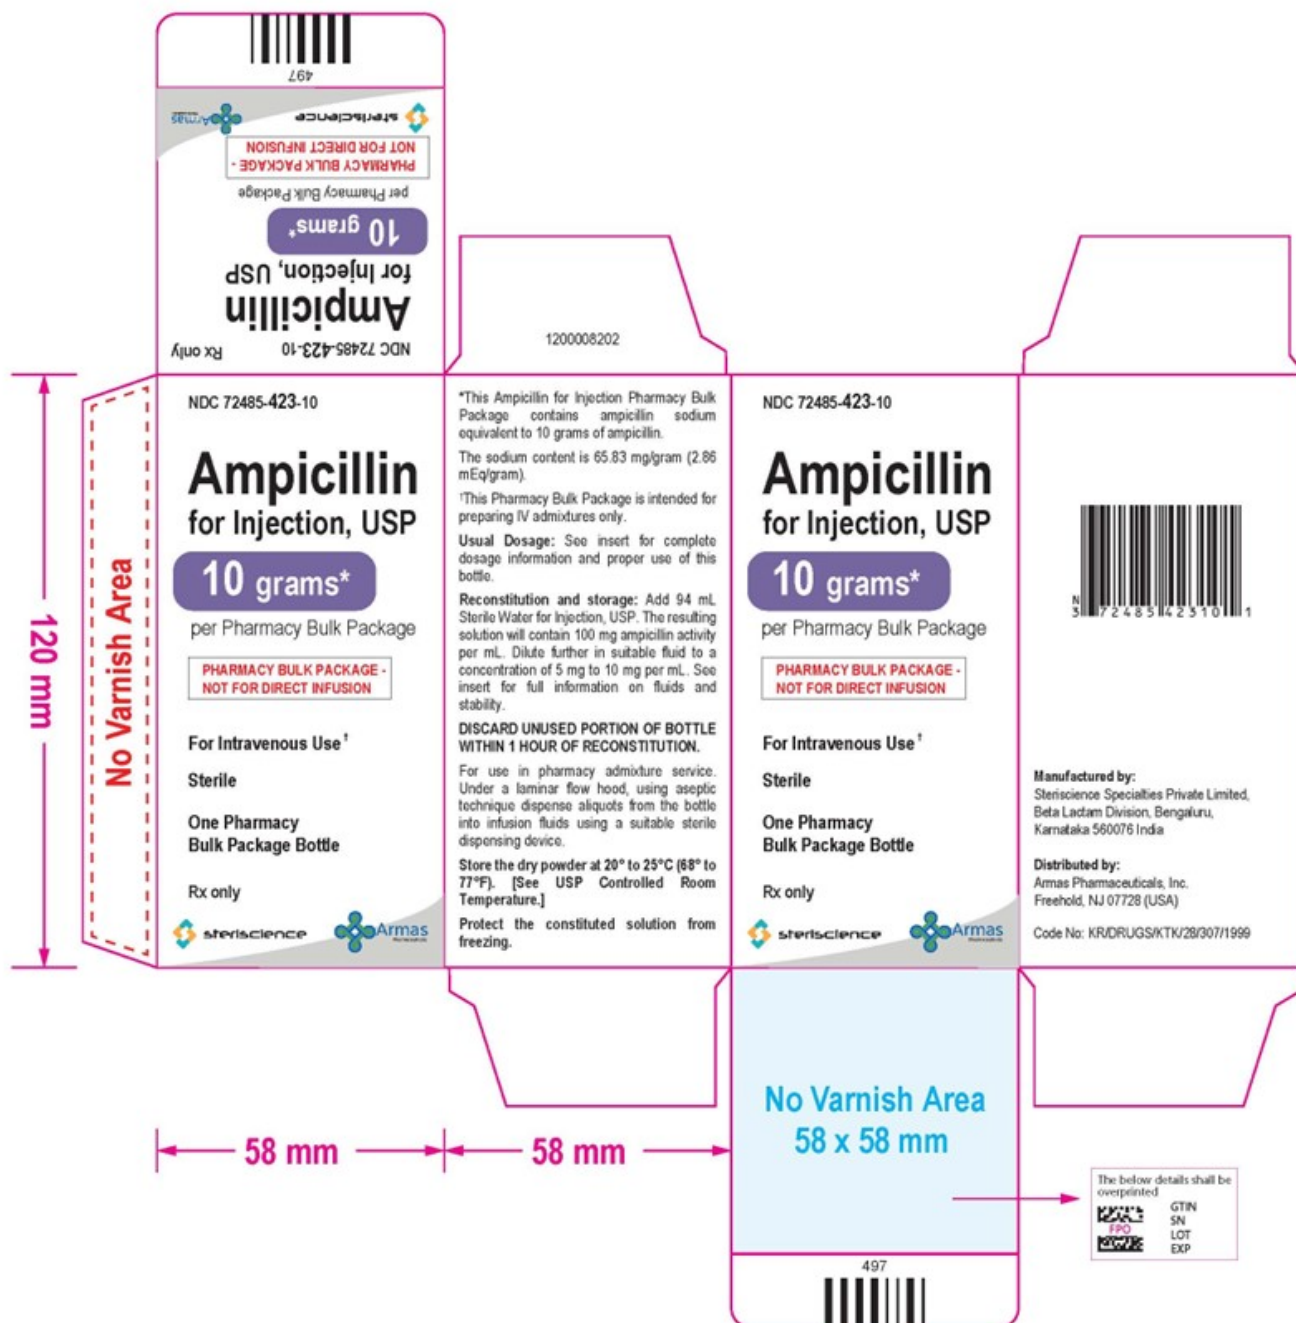 497
Armas
steriscience
PHARMACY BULK PACKAGE -
NOT FOR DIRECT INFUSION
per Pharmacy Bulk Package
10 grams*
Ampicillin
for Injection, USP
NDC 72485-423-10
Rx only
1200008202
120 mm
No Varnish Area
NDC 72485-423-10
Ampicillin
for Injection, USP
10 grams*
per Pharmacy Bulk Package
PHARMACY BULK PACKAGE -
NOT FOR DIRECT INFUSION
For Intravenous Use†
Sterile
One Pharmacy
Bulk Package Bottle
Rx only
steriscience
Armas
Pharmaceuticals
*This Ampicillin for Injection Pharmacy Bulk
Package contains ampicillin sodium
equivalent to 10 grams of ampicillin.
The sodium content is 65.83 mg/gram (2.86
mEq/gram).
†This Pharmacy Bulk Package is intended for
preparing IV admixtures only.
Usual Dosage: See insert for complete
dosage information and proper use of this
bottle.
Reconstitution and storage: Add 94 mL
Sterile Water for Injection, USP. The resulting
solution will contain 100 mg ampicillin activity
per mL. Dilute further in suitable fluid to a
concentration of 5 mg to 10 mg per mL. See
insert for full information on fluids and
stability.
DISCARD UNUSED PORTION OF BOTTLE
WITHIN 1 HOUR OF RECONSTITUTION.
For use in pharmacy admixture service.
Under a laminar flow hood, using aseptic
technique dispense aliquots from the bottle
into infusion fluids using a suitable sterile
dispensing device.
Store the dry powder at 20° to 25°C (68° to
77°F). [See USP Controlled Room
Temperature.]
Protect the constituted solution from
freezing.
NDC 72485-423-10
Ampicillin
for Injection, USP
10 grams*
per Pharmacy Bulk Package
PHARMACY BULK PACKAGE -
NOT FOR DIRECT INFUSION
For Intravenous Use†
Sterile
One Pharmacy
Bulk Package Bottle
Rx only
steriscience
Armas
Pharmaceuticals
N
3 72485 42310 1
Manufactured by:
Steriscience Specialties Private Limited,
Beta Lactam Division, Bengaluru,
Karnataka 560076 India
Distributed by:
Armas Pharmaceuticals, Inc.
Freehold, NJ 07728 (USA)
Code No: KR/DRUGS/KTK/28/307/1999
58 mm
58 mm
No Varnish Area
58 x 58 mm
The below details shall be
overprinted
FPO
GTIN
SN
LOT
EXP
497